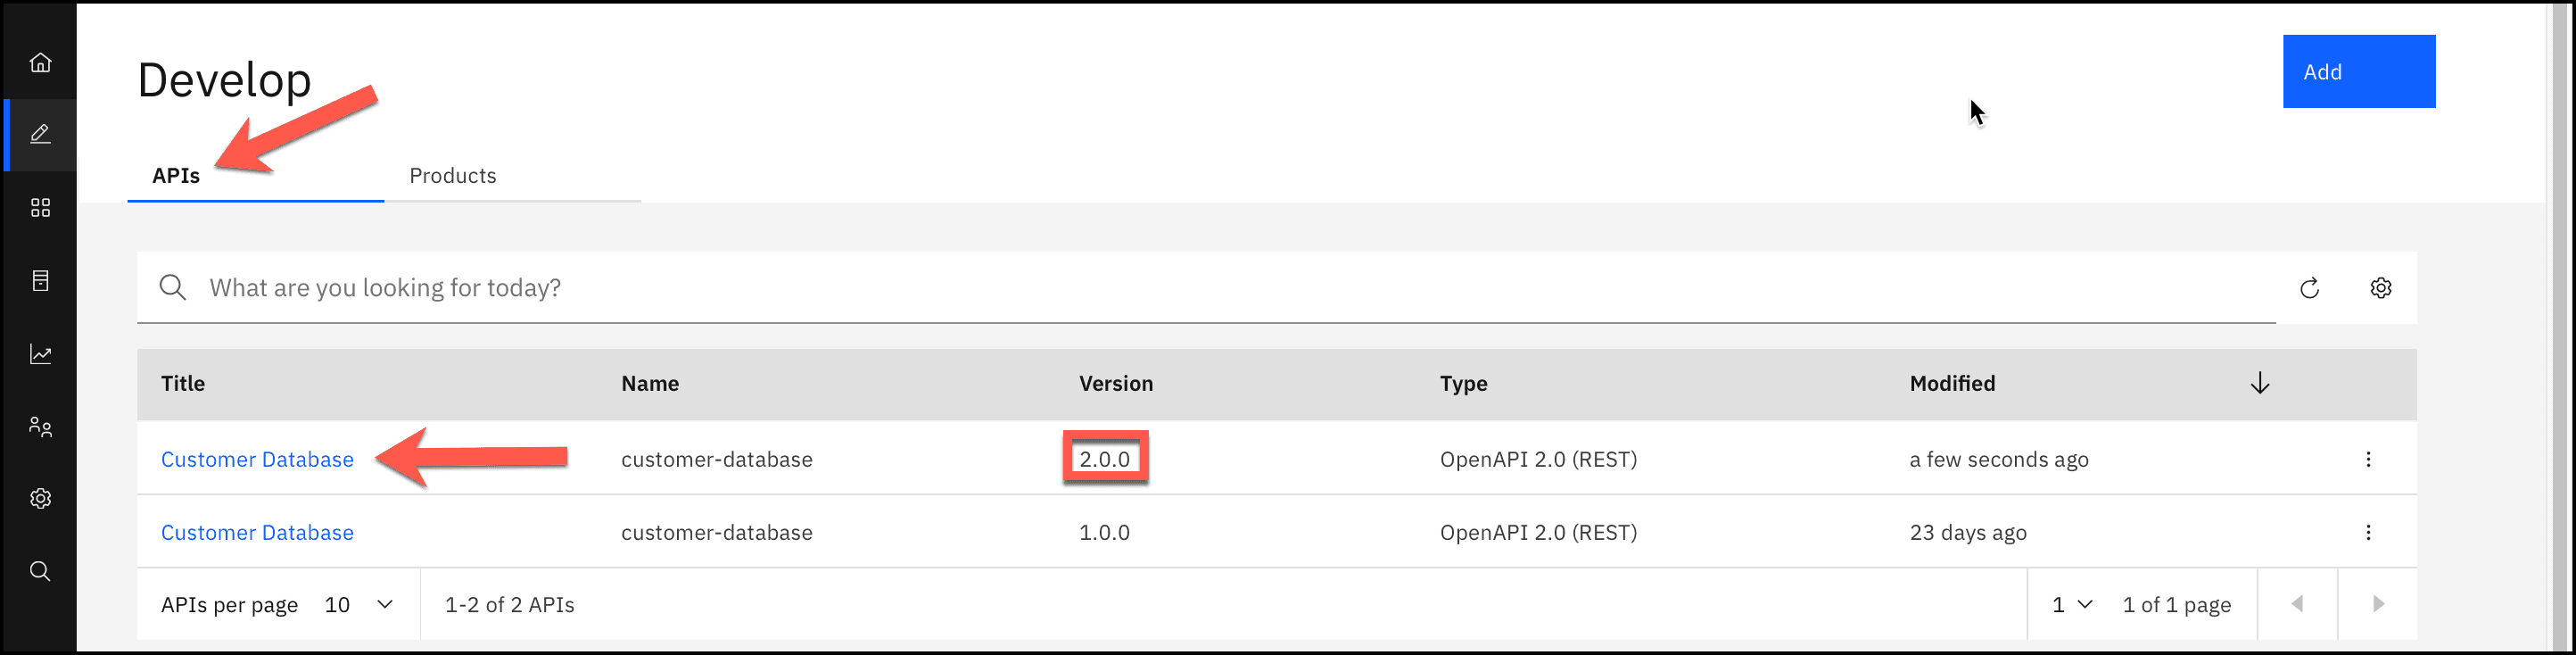 Develop
Add
APIs Products
What are you looking for today?
Title Name Version Type Modified
Customer Database customer-database 2.0.0 OpenAPI 2.0 (REST) a few seconds ago
Customer Database customer-database 1.0.0 OpenAPI 2.0 (REST) 23 days ago
APIs per page 10 1-2 of 2 APIs 1 1 of 1 page